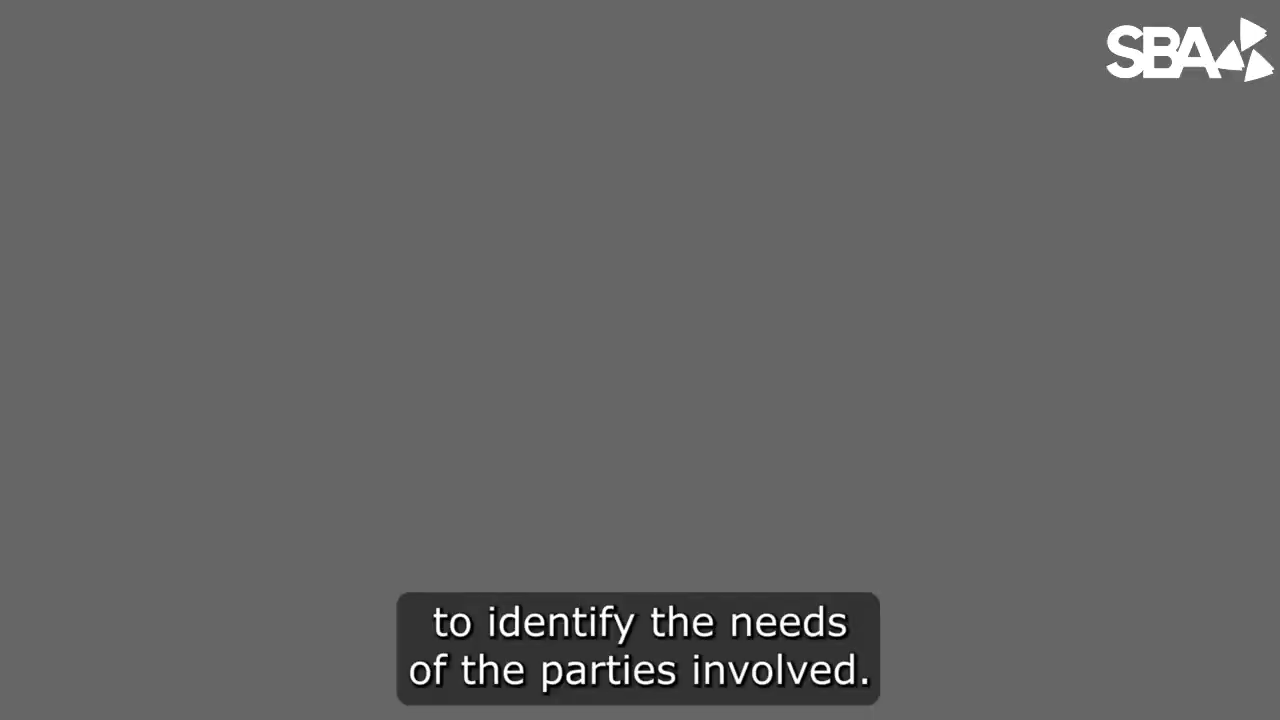 SBA
to identify the needs
of the parties involved.